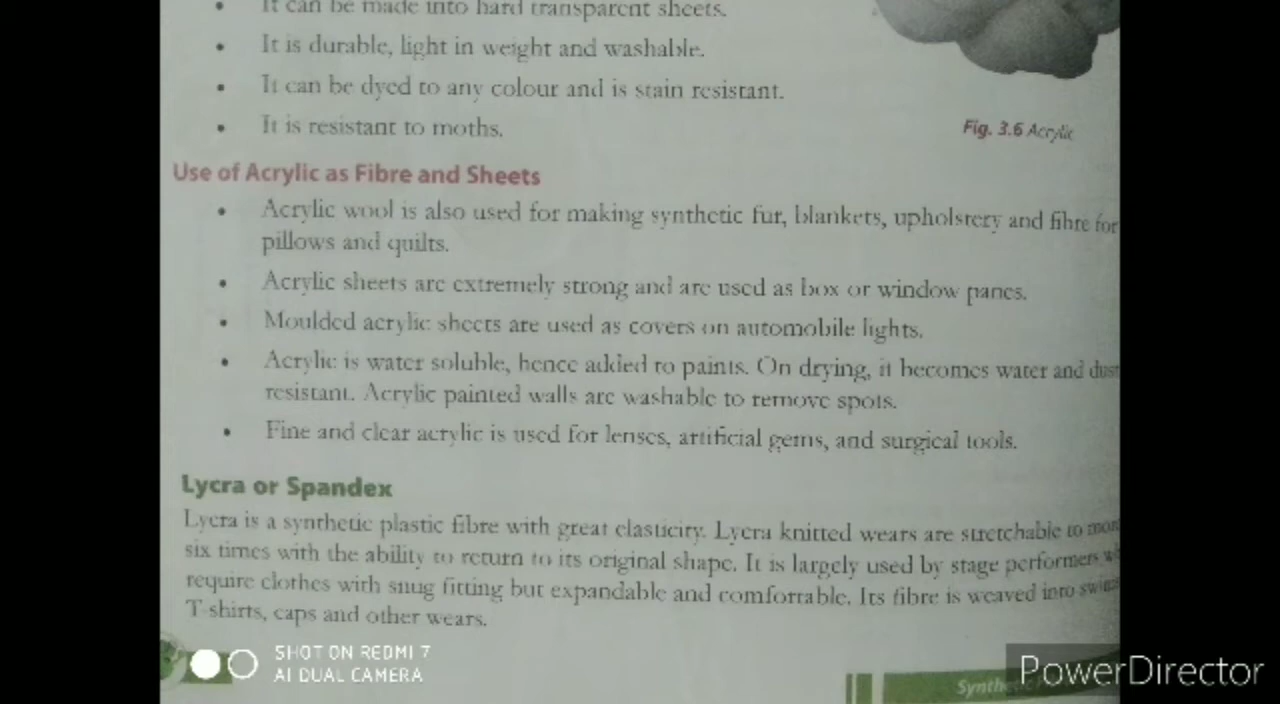 It can be made into hard transparent sheets.
• It is durable, light in weight and washable.
• It can be dyed to any colour and is stain resistant.
• It is resistant to moths.
Fig. 3.6 Acrylic
Use of Acrylic as Fibre and Sheets
• Acrylic wool is also used for making synthetic fur, blankets, upholstery and fibre for
pillows and quilts.
• Acrylic sheets are extremely strong and are used as box or window panes.
• Moulded acrylic sheets are used as covers on automobile lights.
• Acrylic is water soluble, hence added to paints. On drying, it becomes water and dust
resistant. Acrylic painted walls are washable to remove spots.
• Fine and clear acrylic is used for lenses, artificial gems, and surgical tools.
Lycra or Spandex
Lycra is a synthetic plastic fibre with great elasticity. Lycra knitted wears are stretchable to
six times with the ability to return to its original shape. It is largely used by stage performers
require clothes with snug fitting but expandable and comfortable. Its fibre is weaved into
T-shirts, caps and other wears.
SHOT ON REDMI 7
AI DUAL CAMERA
PowerDirector